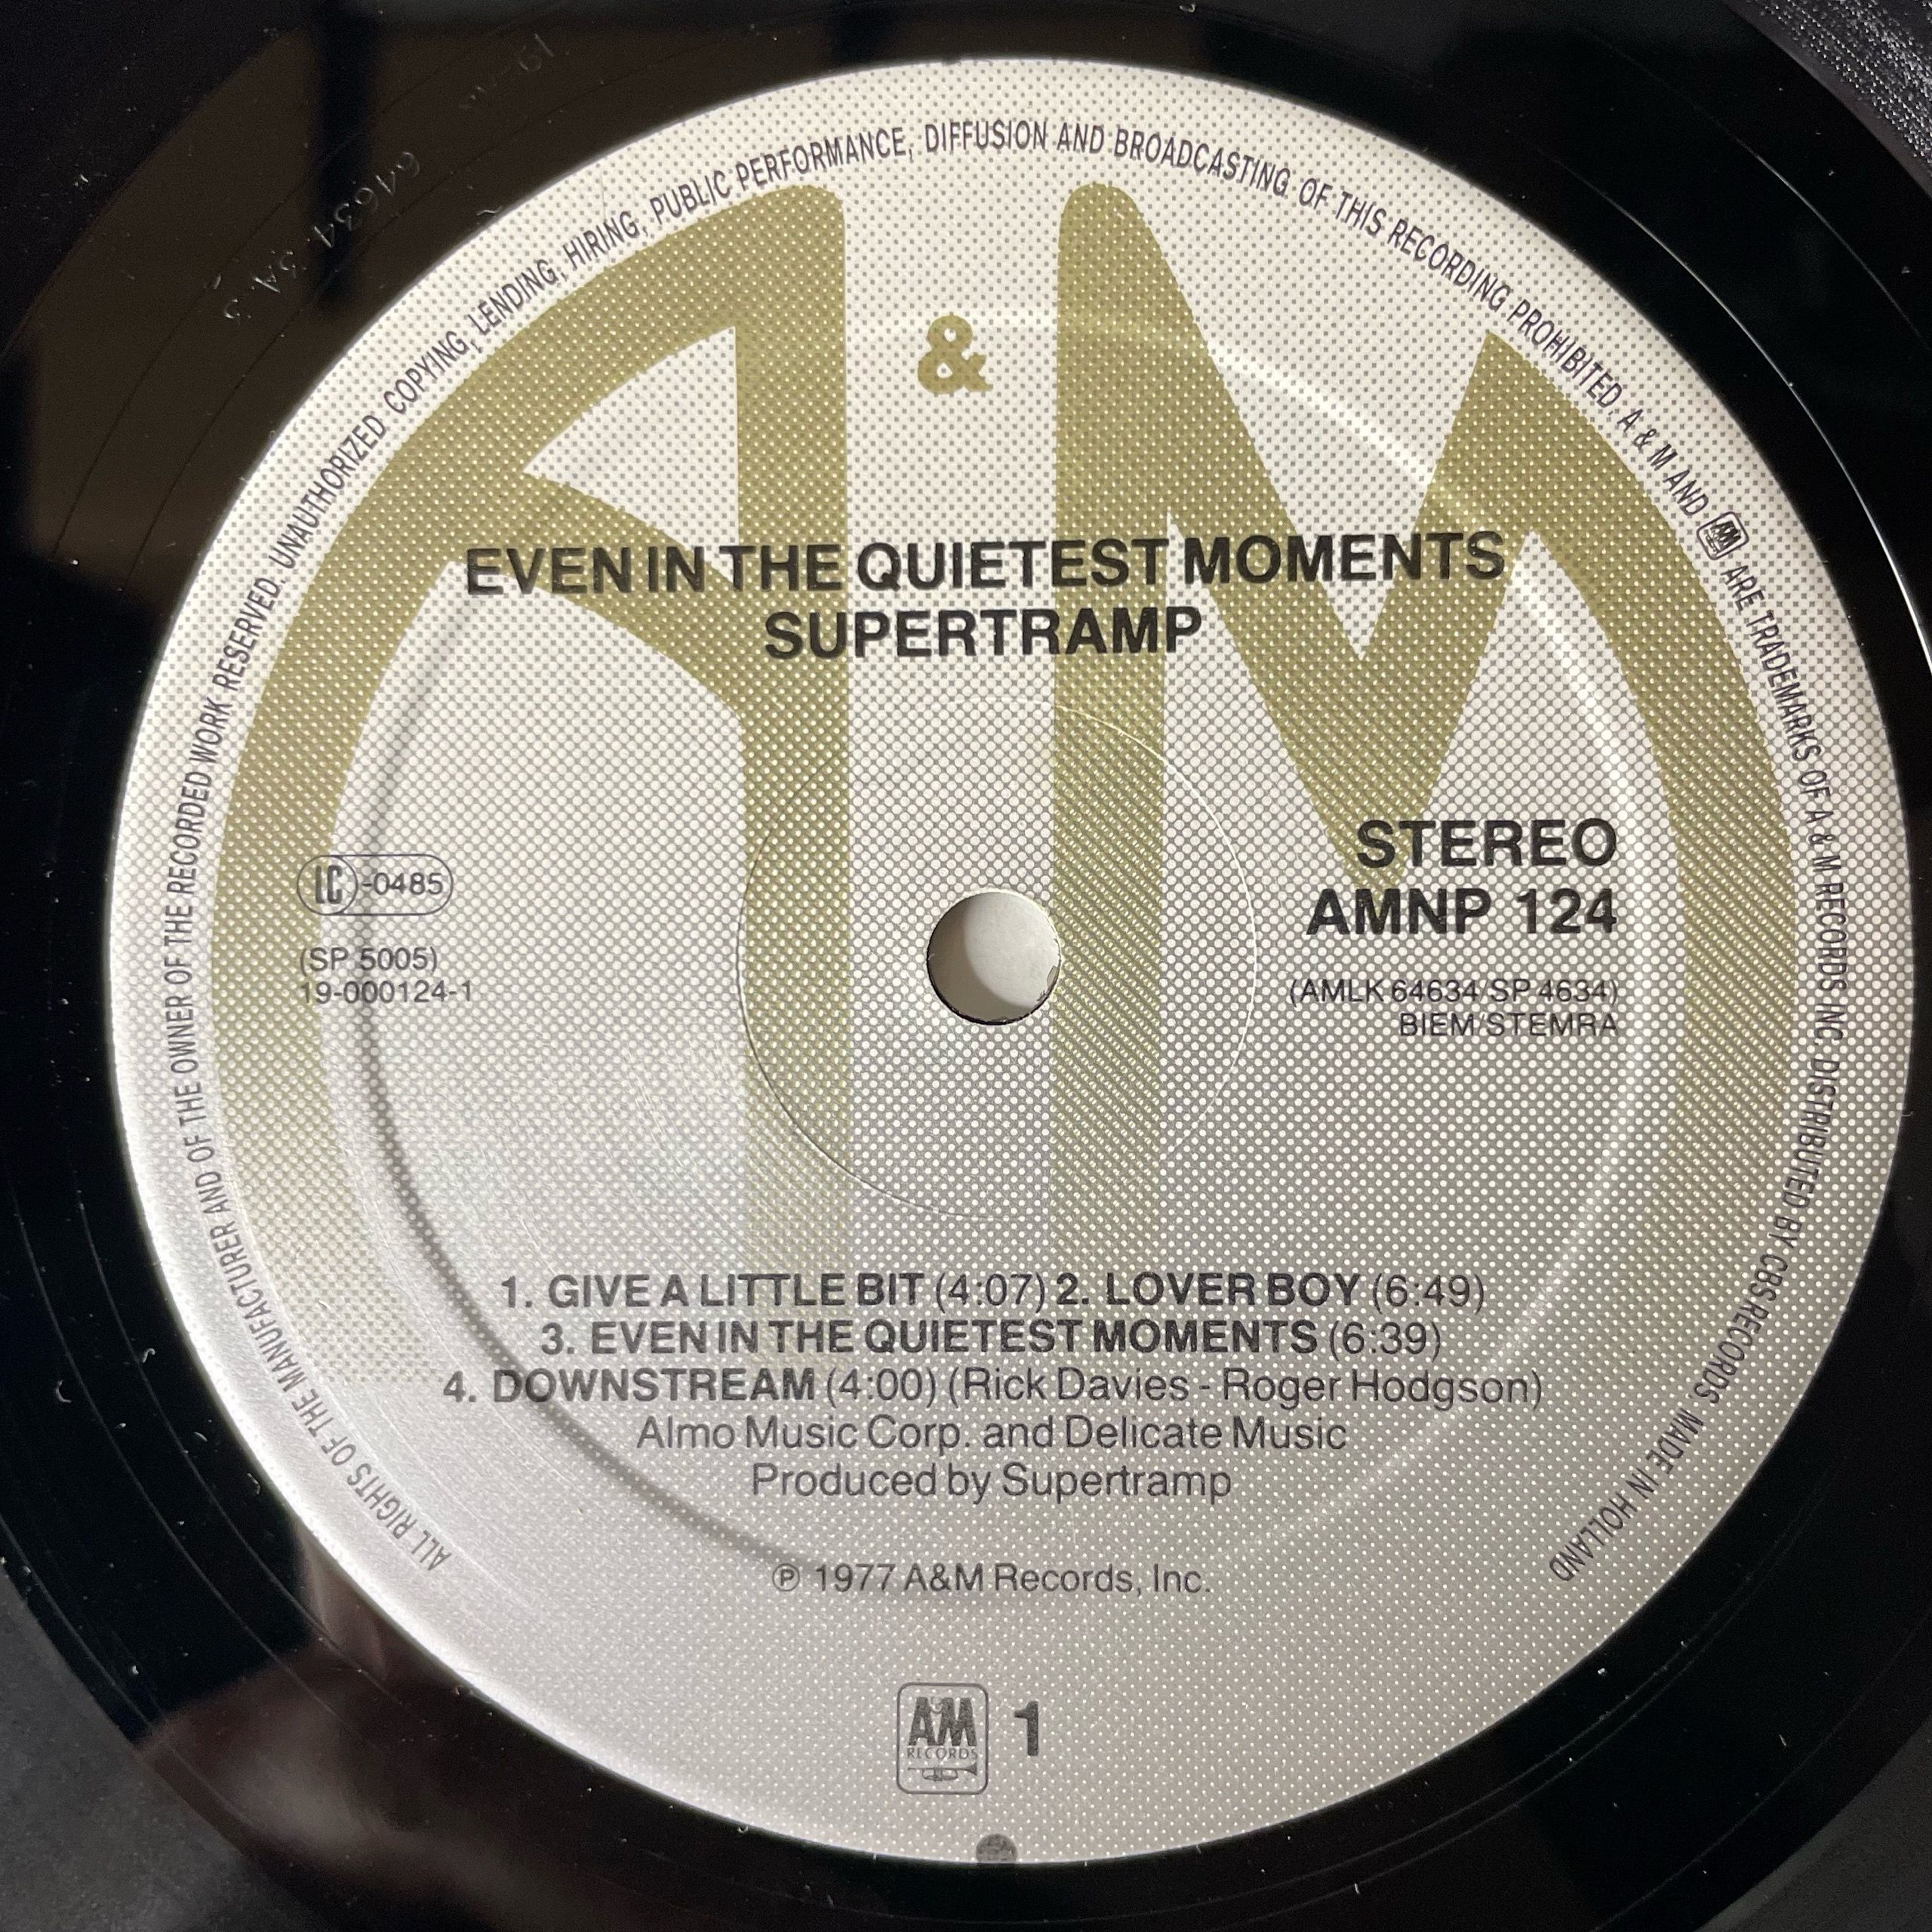 ALL RIGHTS OF THE MANUFACTURER AND OF THE OWNER OF THE RECORDED WORK RESERVED. UNAUTHORIZED COPYING, LENDING, HIRING, PUBLIC PERFORMANCE, DIFFUSION AND BROADCASTING OF THIS RECORDING PROHIBITED. A & M AND AM ARE TRADEMARKS OF A & M RECORDS INC. DISTRIBUTED BY CBS RECORDS. MADE IN HOLLAND
A & M
EVEN IN THE QUIETEST MOMENTS
SUPERTRAMP
LC-0485
(SP 5005)
19-000124-1
STEREO
AMNP 124
(AMLK 64634/SP 4634)
BIEM/STEMRA
1. GIVE A LITTLE BIT (4:07) 2. LOVER BOY (6:49)
3. EVEN IN THE QUIETEST MOMENTS (6:39)
4. DOWNSTREAM (4:00) (Rick Davies - Roger Hodgson)
Almo Music Corp. and Delicate Music
Produced by Supertramp
℗ 1977 A&M Records, Inc.
AM
RECORDS
1